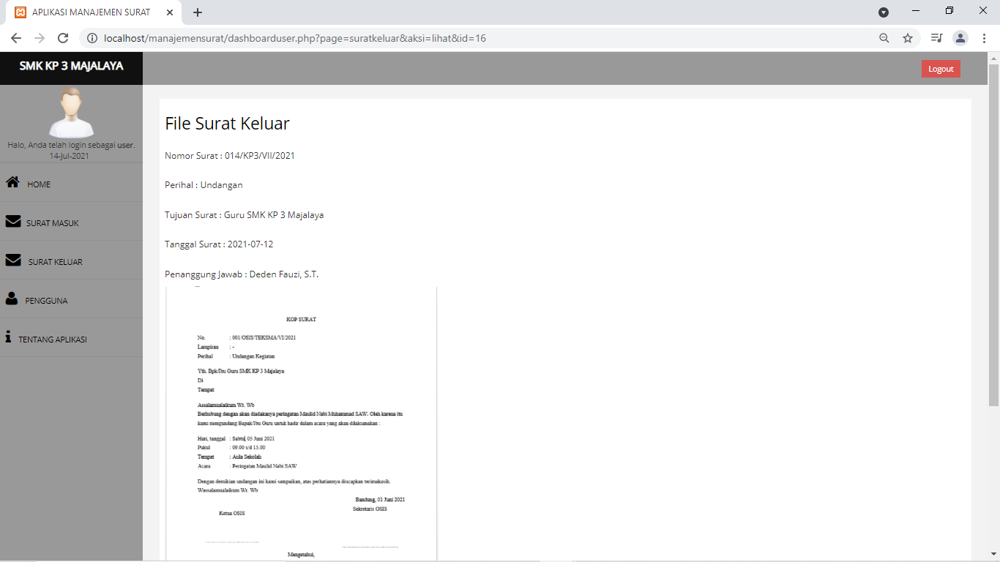 APLIKASI MANAJEMEN SURAT
localhost/manajemensurat/dashboarduser.php?page=suratkeluar&aksi=lihat&id=16
SMK KP 3 MAJALAYA
Logout
Halo, Anda telah login sebagai user.
14-Jul-2021
HOME
SURAT MASUK
SURAT KELUAR
PENGGUNA
TENTANG APLIKASI
File Surat Keluar
Nomor Surat : 014/KP3/VII/2021
Perihal : Undangan
Tujuan Surat : Guru SMK KP 3 Majalaya
Tanggal Surat : 2021-07-12
Penanggung Jawab : Deden Fauzi, S.T.
KOP SURAT
No. : 001/OSIS/TEKSMA/VI/2021
Lampiran : -
Perihal : Undangan Kegiatan
Yth. Bpk/Ibu Guru SMK KP 3 Majalaya
Di
Tempat
Assalamualaikum Wr. Wb
Berhubung dengan akan diadakasya peringatan Maulid Nabi Muhammad SAW. Oleh karena itu
kami mengundang Bapak/Ibu Guru untuk hadir dalam acara yang akan dilaksanakan :
Hari, tanggal : Sabtu, 05 Juni 2021
Pukul : 09.00 s/d 15.00
Tempat : Aula Sekolah
Acara : Peringatan Maulid Nabi SAW
Dengan demikian undangan ini kami sampaikan, atas perhatiannya diucapkan terimakasih.
Wassalamualaikum Wr. Wb
Bandung, 01 Juni 2021
Ketua OSIS
Sekretaris OSIS
Mengetahui,